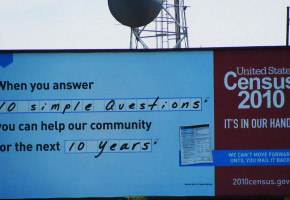 When you answer
10 simple Questions
you can help our community
for the next 10 years
United States
Census
2010
IT'S IN OUR HAND
WE CAN'T MOVE FORWARD
UNTIL YOU MAIL IT BACK
2010census.gov